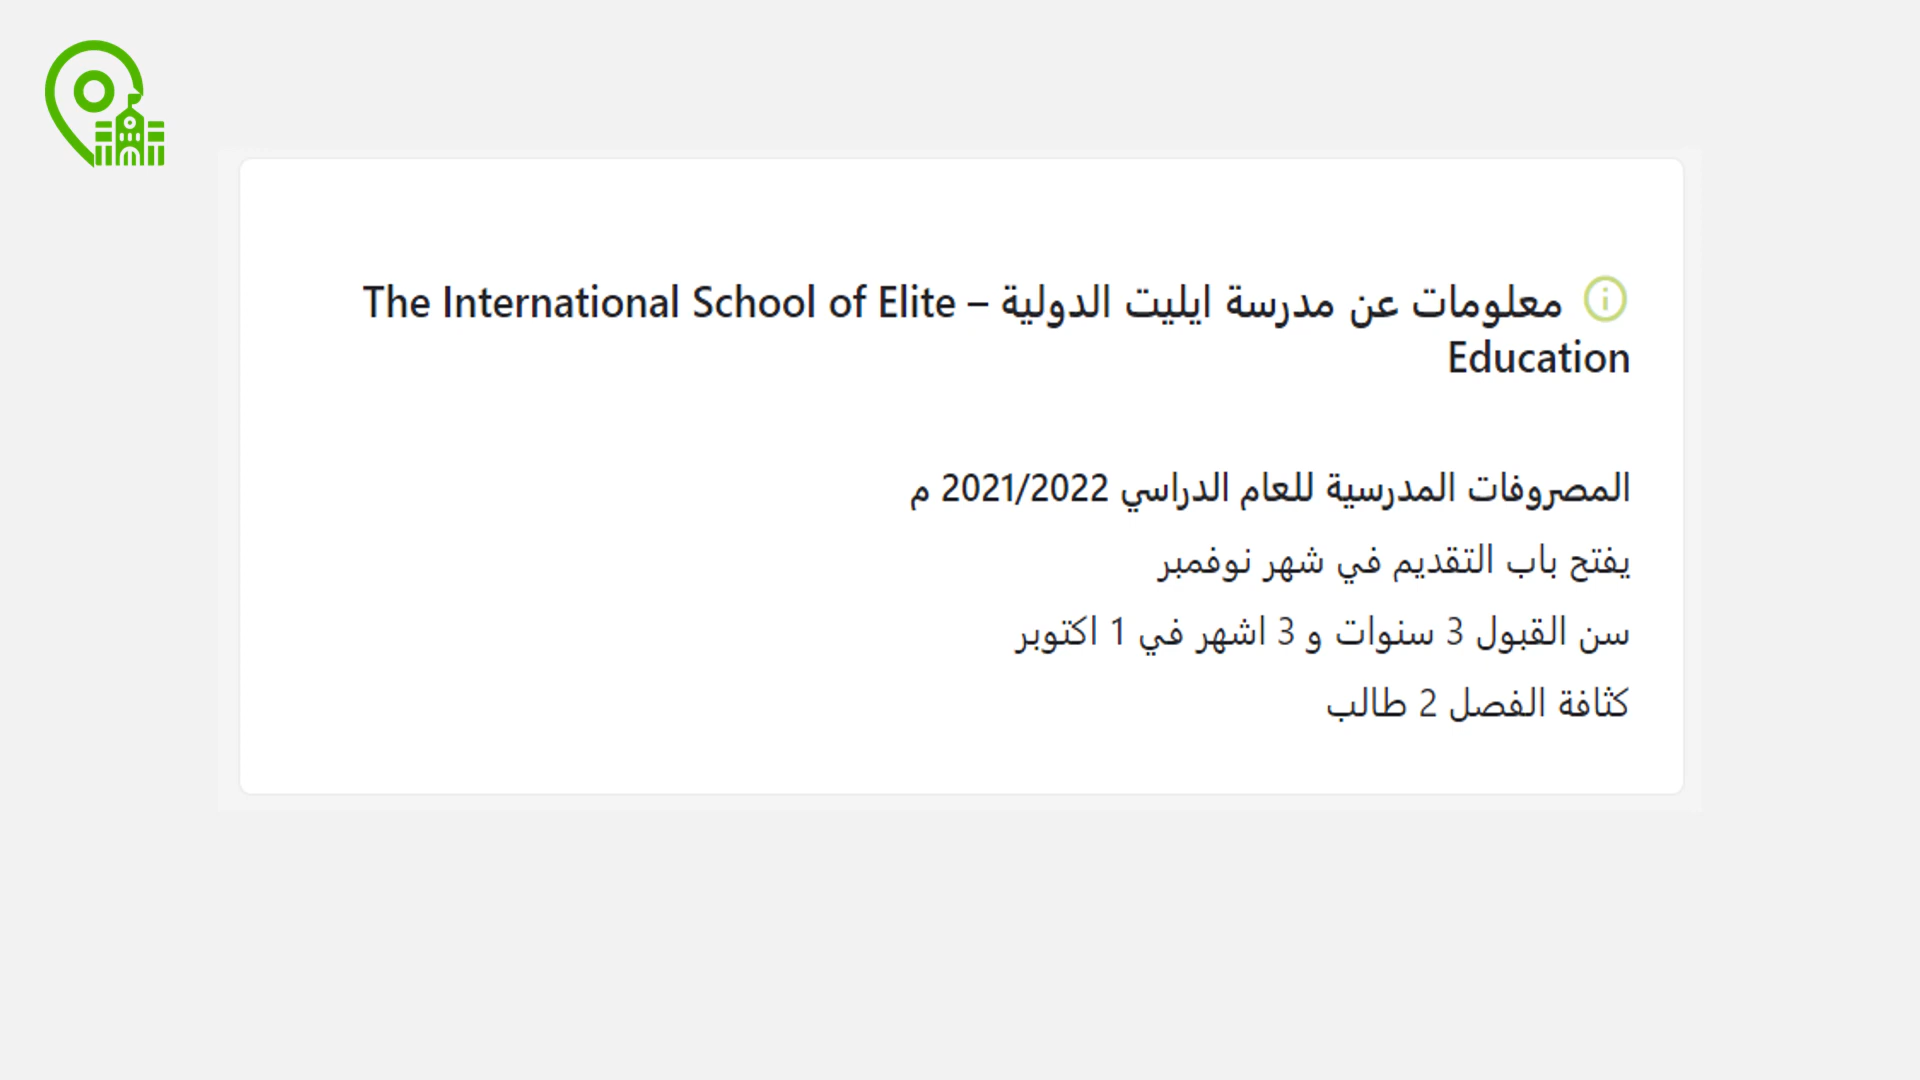 معلومات عن مدرسة ايليت الدولية – The International School of Elite
Education
المصروفات المدرسية للعام الدراسي 2021/2022 م
يفتح باب التقديم في شهر نوفمبر
سن القبول 3 سنوات و 3 اشهر في 1 اكتوبر
كثافة الفصل 2 طالب